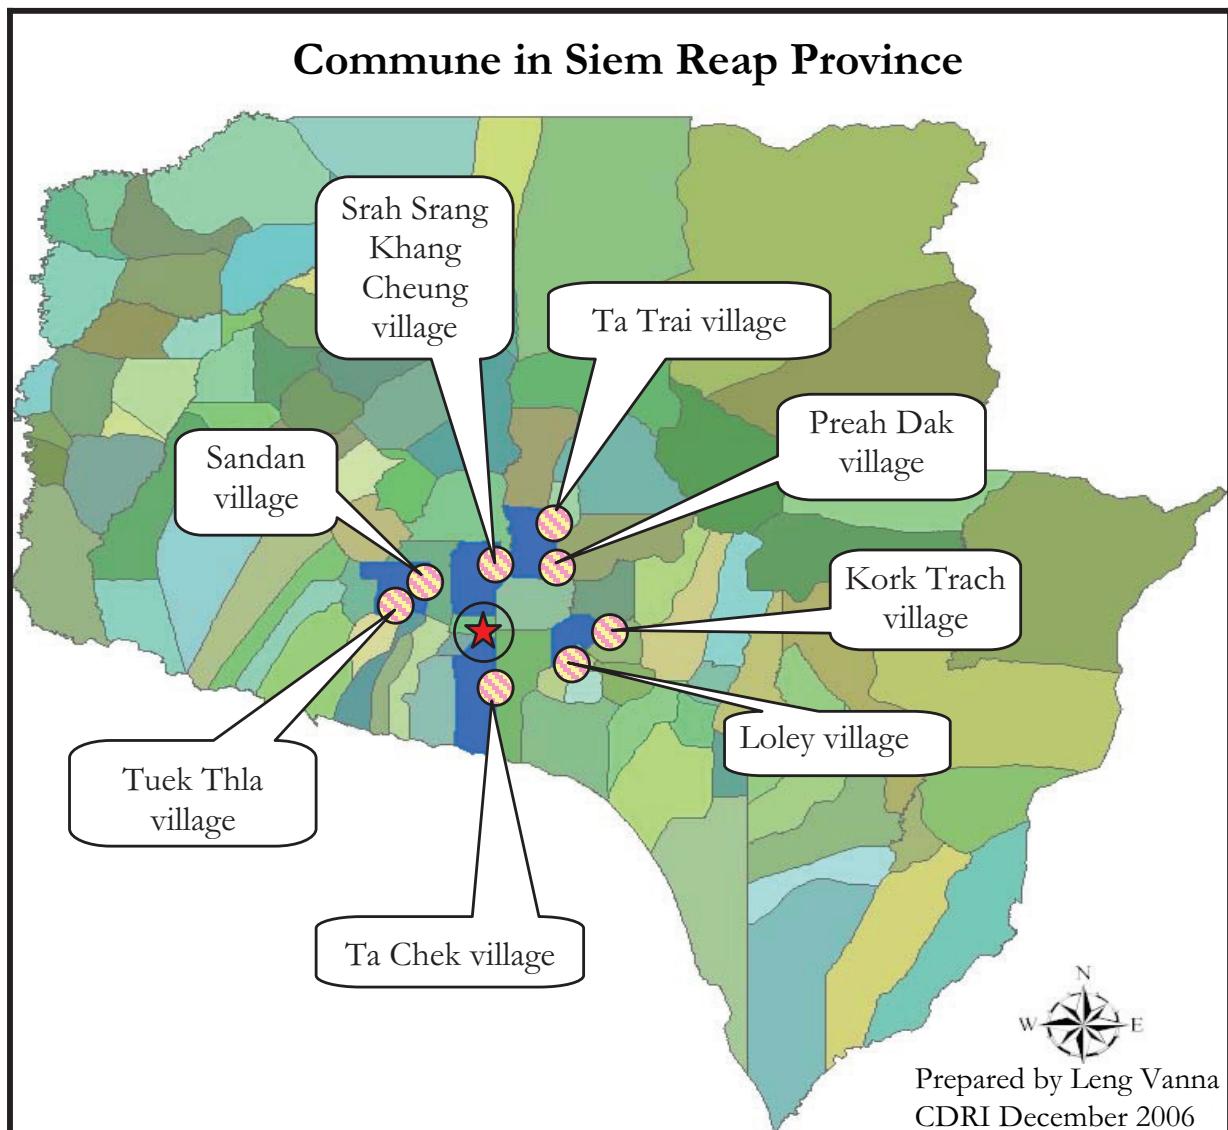 Commune in Siem Reap Province
Srah Srang
Khang
Cheung
village
Ta Trai village
Preah Dak
village
Sandan
village
Kork Trach
village
Loley village
Tuek Thla
village
Ta Chek village
N
W
E
Prepared by Leng Vanna
CDRI December 2006